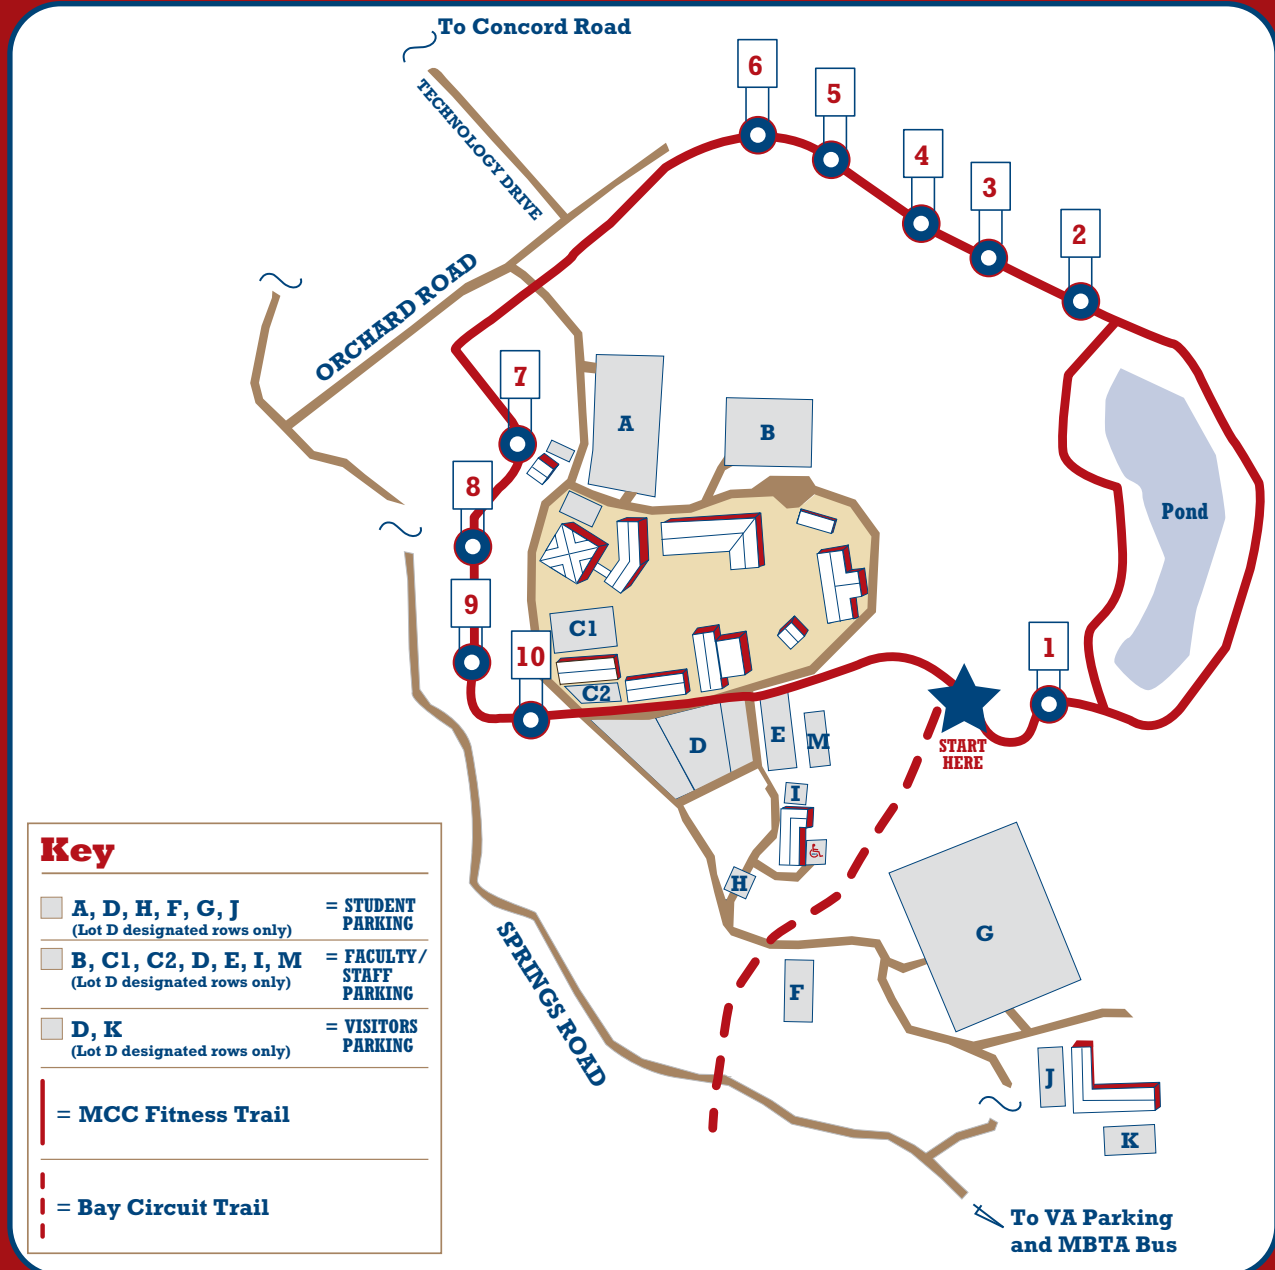 To Concord Road
TECHNOLOGY DRIVE
6
5
4
3
2
ORCHARD ROAD
7
A
B
8
Pond
9
C1
10
C2
1
D
E
M
START
HERE
I
H
G
F
SPRINGS ROAD
J
K
To VA Parking
and MBTA Bus
Key
A, D, H, F, G, J
(Lot D designated rows only)
= STUDENT
PARKING
B, C1, C2, D, E, I, M
(Lot D designated rows only)
= FACULTY/
STAFF
PARKING
D, K
(Lot D designated rows only)
= VISITORS
PARKING
= MCC Fitness Trail
= Bay Circuit Trail